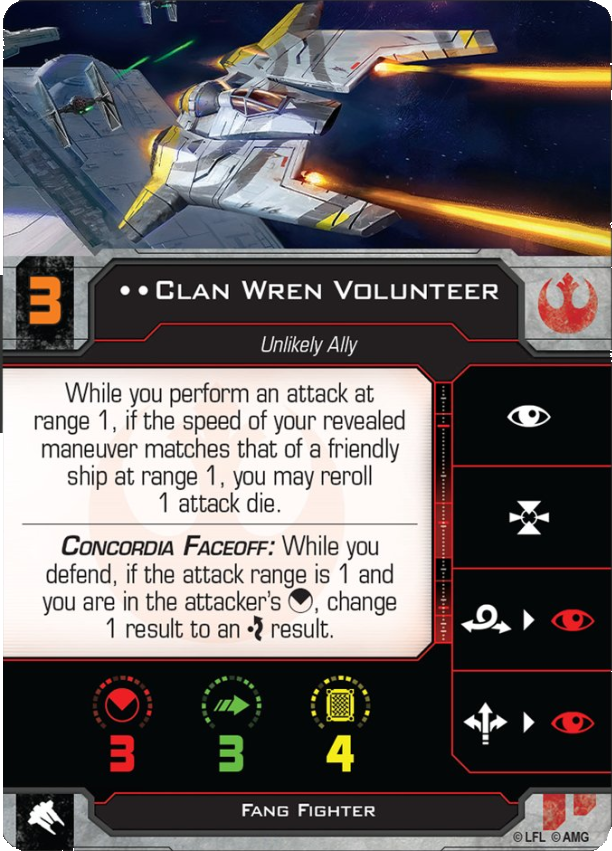 3
••Clan Wren Volunteer
Unlikely Ally
While you perform an attack at
range 1, if the speed of your revealed
maneuver matches that of a friendly
ship at range 1, you may reroll
1 attack die.
Concordia Faceoff: While you
defend, if the attack range is 1 and
you are in the attacker's , change
1 result to an result.
3 3 4
Fang Fighter
© LFL © AMG